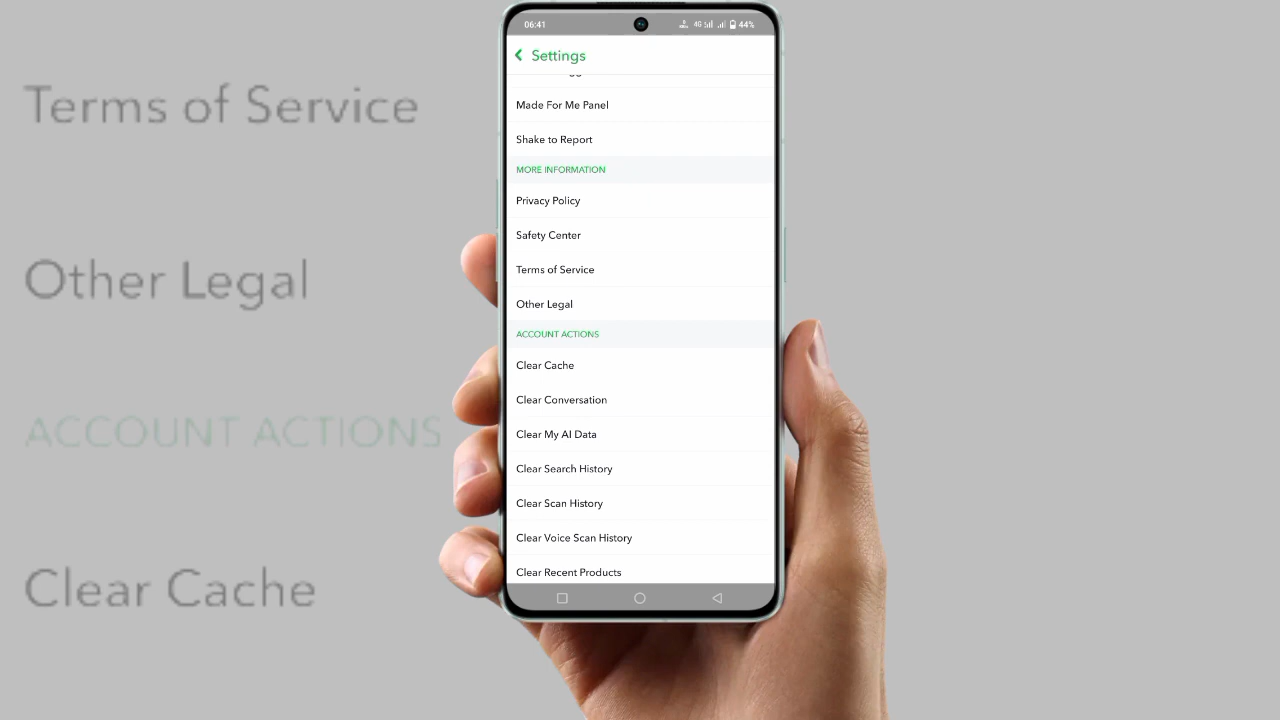 Terms of Service
Other Legal
ACCOUNT ACTIONS
Clear Cache
06:41
4G
44%
Settings
Made For Me Panel
Shake to Report
MORE INFORMATION
Privacy Policy
Safety Center
Terms of Service
Other Legal
ACCOUNT ACTIONS
Clear Cache
Clear Conversation
Clear My AI Data
Clear Search History
Clear Scan History
Clear Voice Scan History
Clear Recent Products